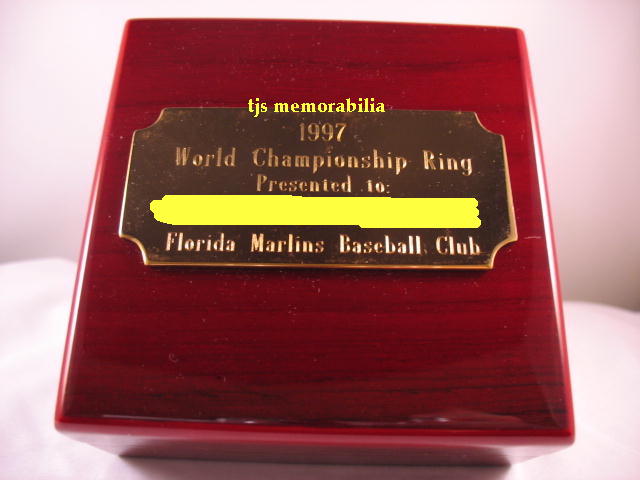 tjs memorabilia
1997
World Championship Ring
Presented to:
Florida Marlins Baseball Club